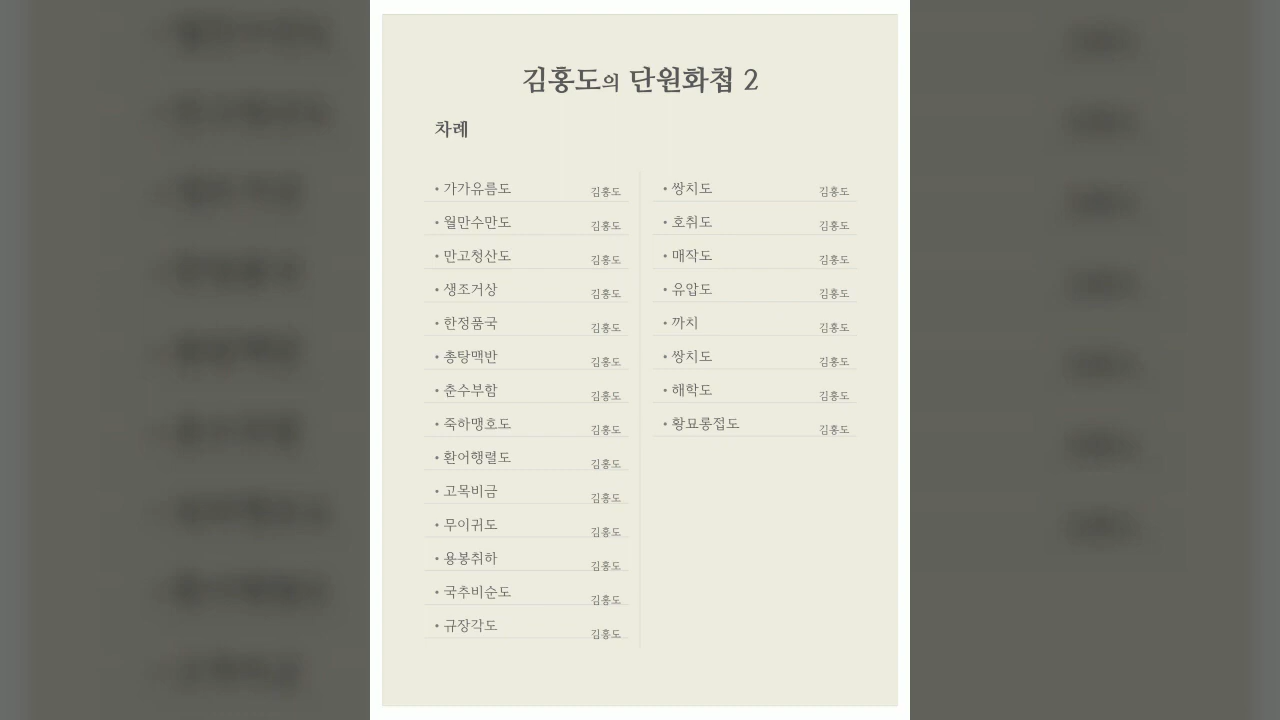 김홍도의 단원화첩 2
차례
• 가가유름도 김홍도
• 월만수만도 김홍도
• 만고청산도 김홍도
• 생조거상 김홍도
• 한정품국 김홍도
• 총탕맥반 김홍도
• 춘수부함 김홍도
• 죽하맹호도 김홍도
• 환어행렬도 김홍도
• 고목비금 김홍도
• 무이귀도 김홍도
• 용봉취하 김홍도
• 국추비순도 김홍도
• 규장각도 김홍도
• 쌍치도 김홍도
• 호취도 김홍도
• 매작도 김홍도
• 유압도 김홍도
• 까치 김홍도
• 쌍치도 김홍도
• 해학도 김홍도
• 황묘롱접도 김홍도